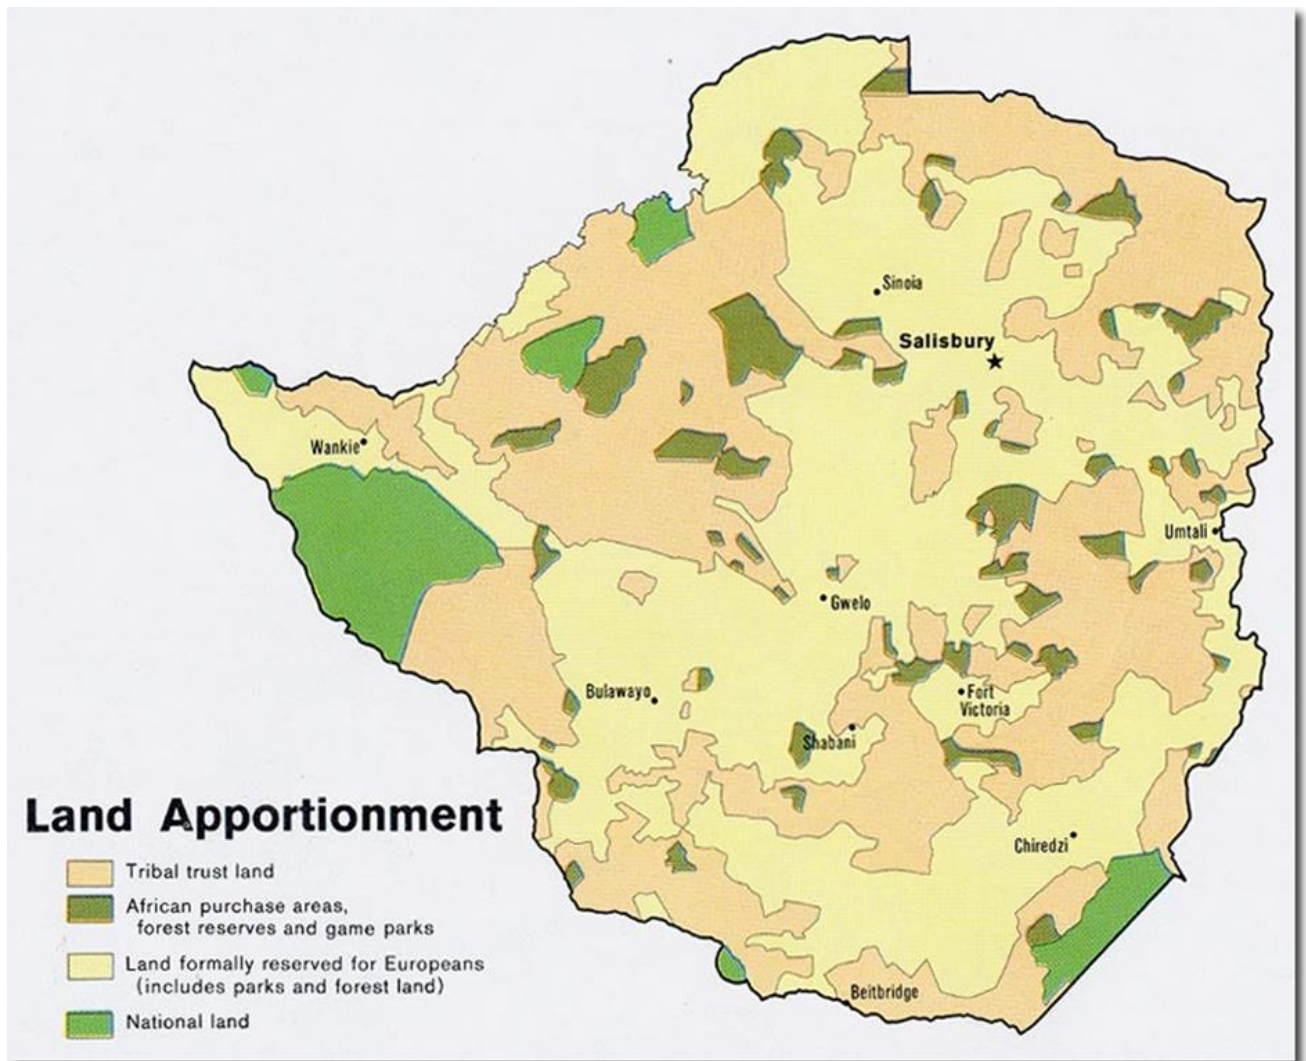 Sinoia
Salisbury
Wankie
Umtali
Gwelo
Bulawayo
Fort
Victoria
Shabani
Land Apportionment
Chiredzi
Tribal trust land
African purchase areas,
forest reserves and game parks
Land formally reserved for Europeans
(includes parks and forest land)
Beitbridge
National land